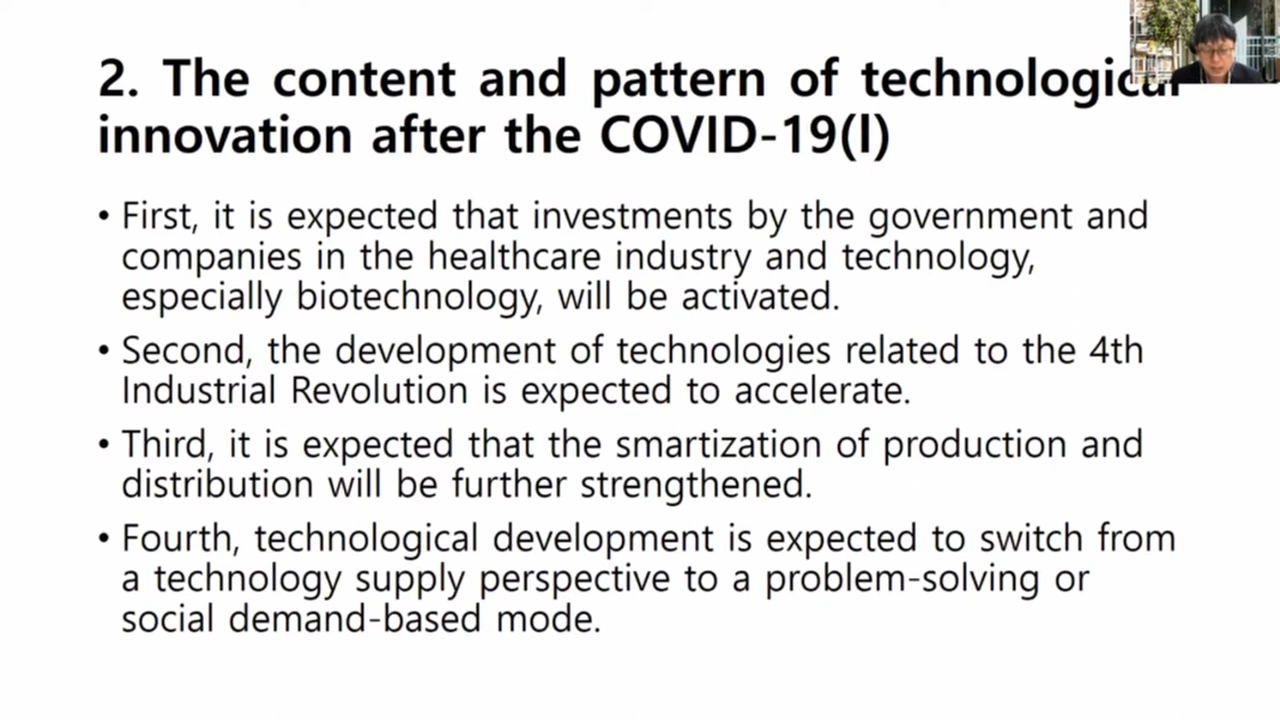 2. The content and pattern of technological
innovation after the COVID-19(Ⅰ)
• First, it is expected that investments by the government and
companies in the healthcare industry and technology,
especially biotechnology, will be activated.
• Second, the development of technologies related to the 4th
Industrial Revolution is expected to accelerate.
• Third, it is expected that the smartization of production and
distribution will be further strengthened.
• Fourth, technological development is expected to switch from
a technology supply perspective to a problem-solving or
social demand-based mode.